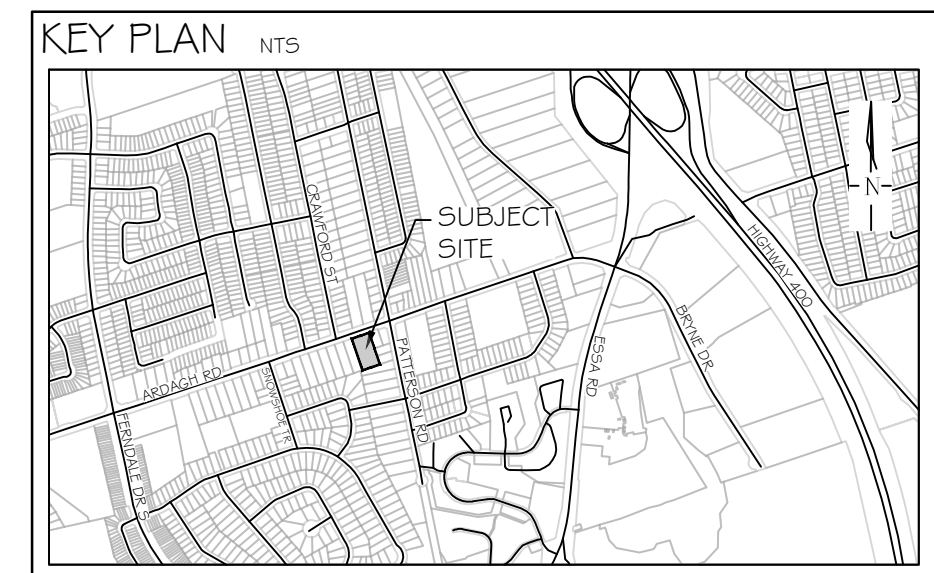 KEY PLAN NTS
CRAWFORD ST
SUBJECT
SITE
N
HIGHWAY 400
ARDAGH RD
SNOWSHOE TR
PATTERSON RD
ESSA RD
BRYNE DR
FERNDALE DR S